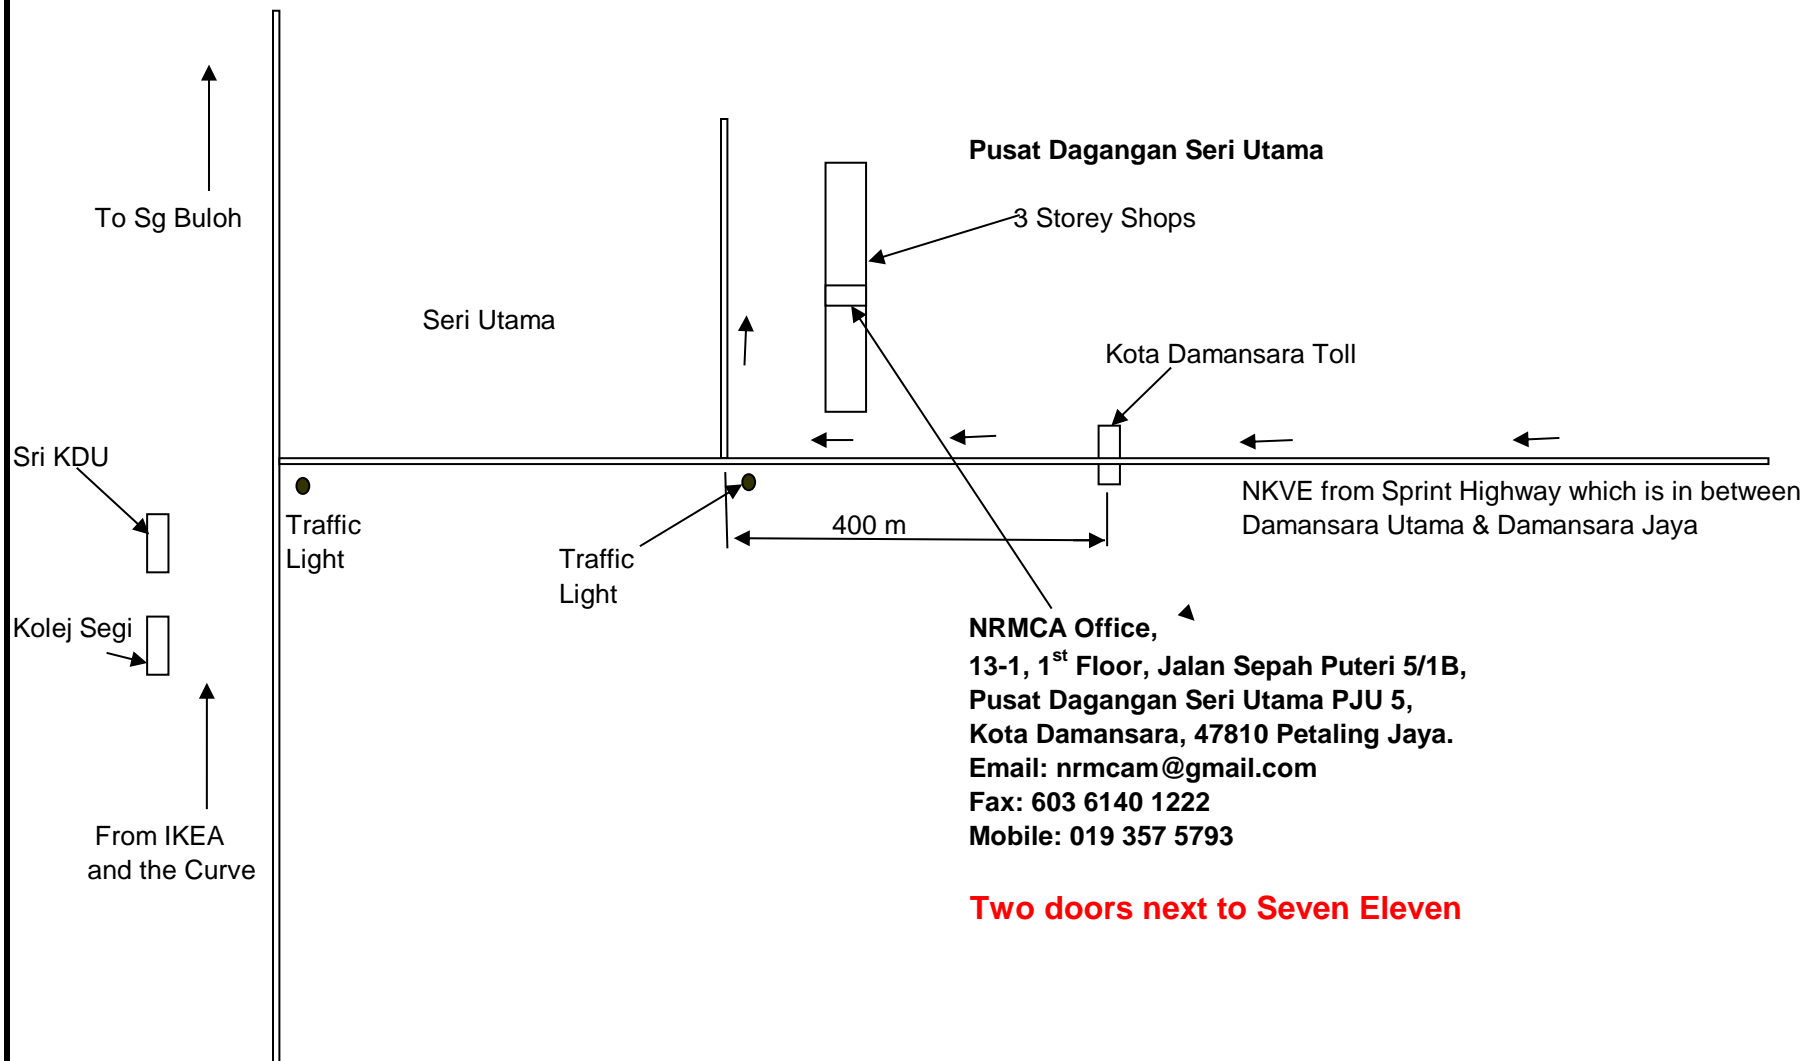 Pusat Dagangan Seri Utama
To Sg Buloh
3 Storey Shops
Seri Utama
Kota Damansara Toll
Sri KDU
NKVE from Sprint Highway which is in between
Damansara Utama & Damansara Jaya
Traffic
Light
400 m
Traffic
Light
Kolej Segi
NRMCA Office,
13-1, 1st Floor, Jalan Sepah Puteri 5/1B,
Pusat Dagangan Seri Utama PJU 5,
Kota Damansara, 47810 Petaling Jaya.
Email: nrmcam@gmail.com
Fax: 603 6140 1222
Mobile: 019 357 5793
From IKEA
and the Curve
Two doors next to Seven Eleven